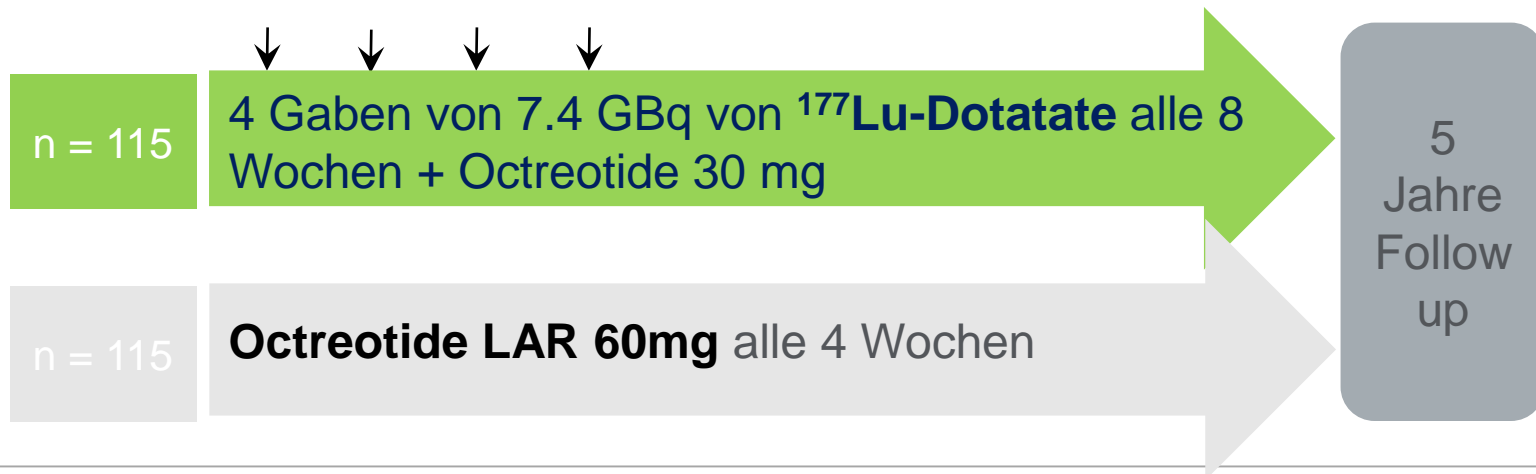 n = 115
4 Gaben von 7.4 GBq von ¹⁷⁷Lu-Dotatate alle 8
Wochen + Octreotide 30 mg
n = 115
Octreotide LAR 60mg alle 4 Wochen
5
Jahre
Follow
up